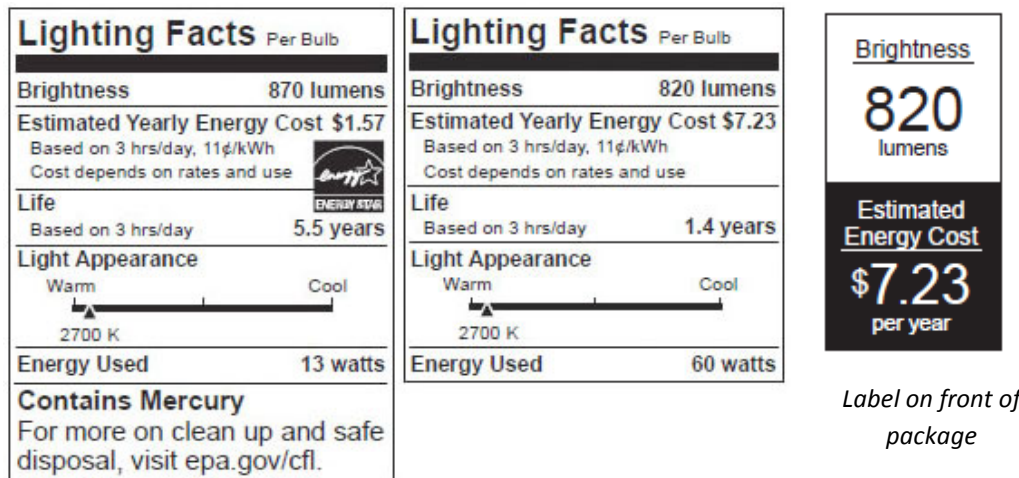 Lighting Facts Per Bulb
Brightness 870 lumens
Estimated Yearly Energy Cost $1.57
Based on 3 hrs/day, 11¢/kWh
Cost depends on rates and use
energy
ENERGY STAR
Life
Based on 3 hrs/day 5.5 years
Light Appearance
Warm Cool
2700 K
Energy Used 13 watts
Contains Mercury
For more on clean up and safe
disposal, visit epa.gov/cfl.
Lighting Facts Per Bulb
Brightness 820 lumens
Estimated Yearly Energy Cost $7.23
Based on 3 hrs/day, 11¢/kWh
Cost depends on rates and use
Life
Based on 3 hrs/day 1.4 years
Light Appearance
Warm Cool
2700 K
Energy Used 60 watts
Brightness
820
lumens
Estimated
Energy Cost
$7.23
per year
Label on front of
package